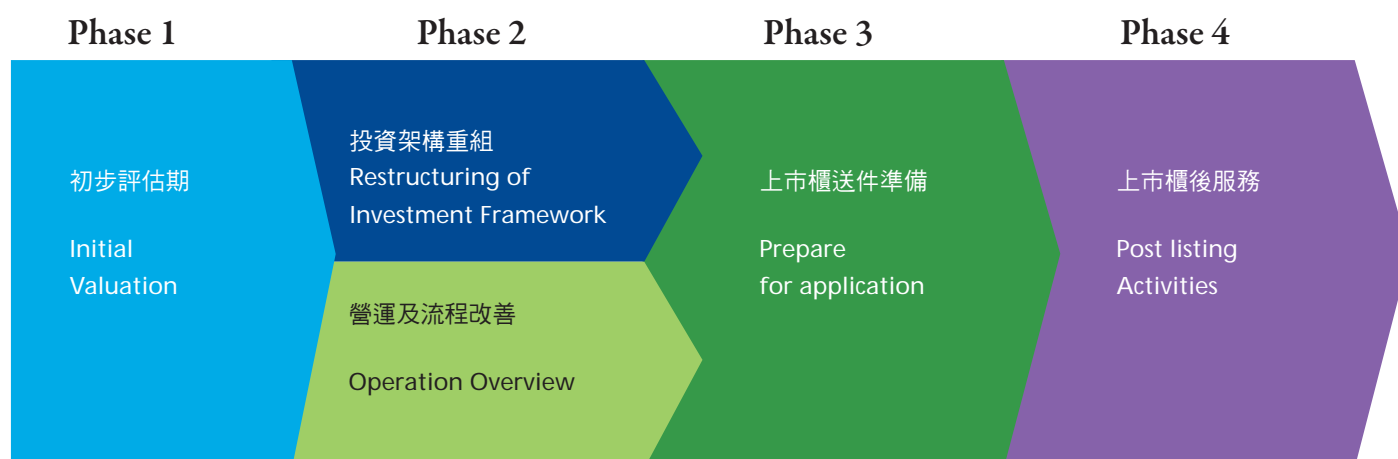 Phase 1
Phase 2
Phase 3
Phase 4
初步評估期
Initial
Valuation
投資架構重組
Restructuring of
Investment Framework
營運及流程改善
Operation Overview
上市櫃送件準備
Prepare
for application
上市櫃後服務
Post listing
Activities